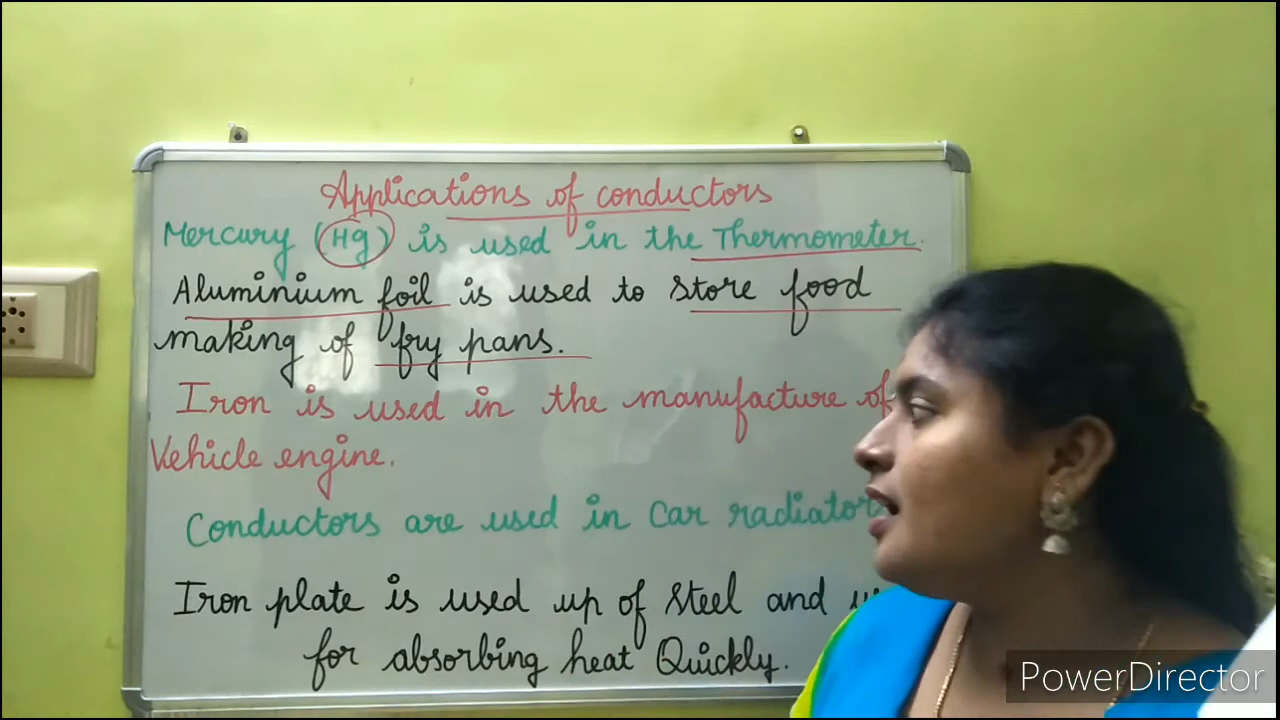 Applications of conductors
Mercury (Hg) is used in the Thermometer.
Aluminium foil is used to store food
making of fry pans.
Iron is used in the manufacture of
Vehicle engine.
Conductors are used in car radiator
Iron plate is used up of steel and
for absorbing heat Quickly.
PowerDirector